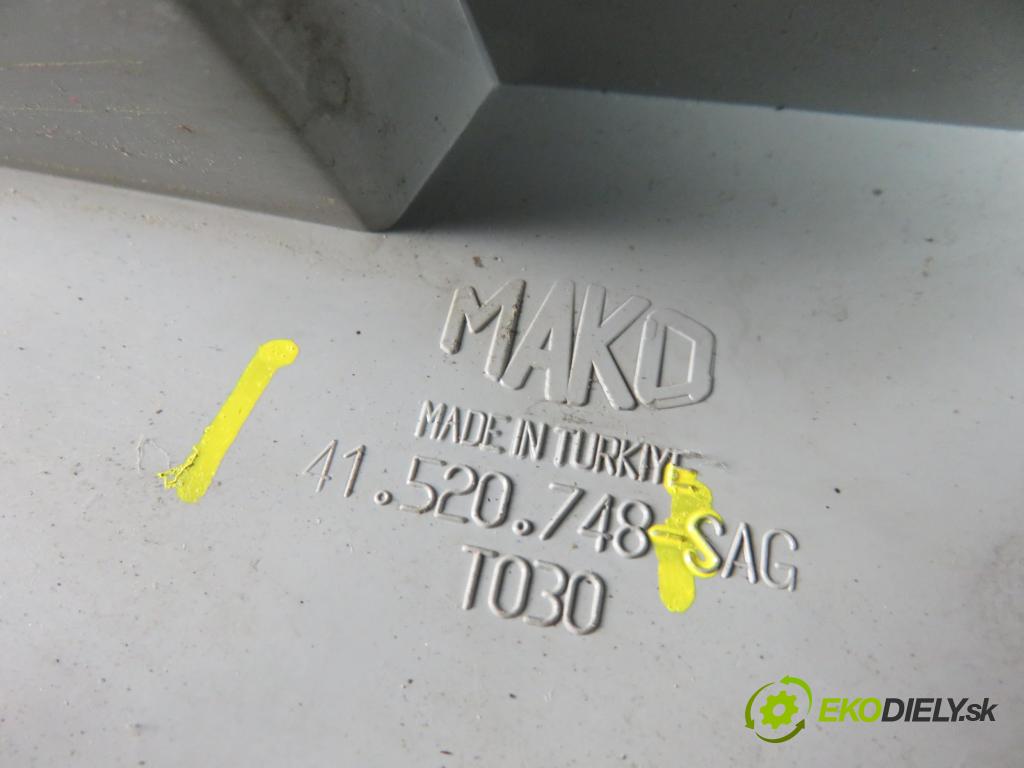 MAKO
MADE IN TURKIYE
41.520.748-SAG
T030
EKODIELY.sk